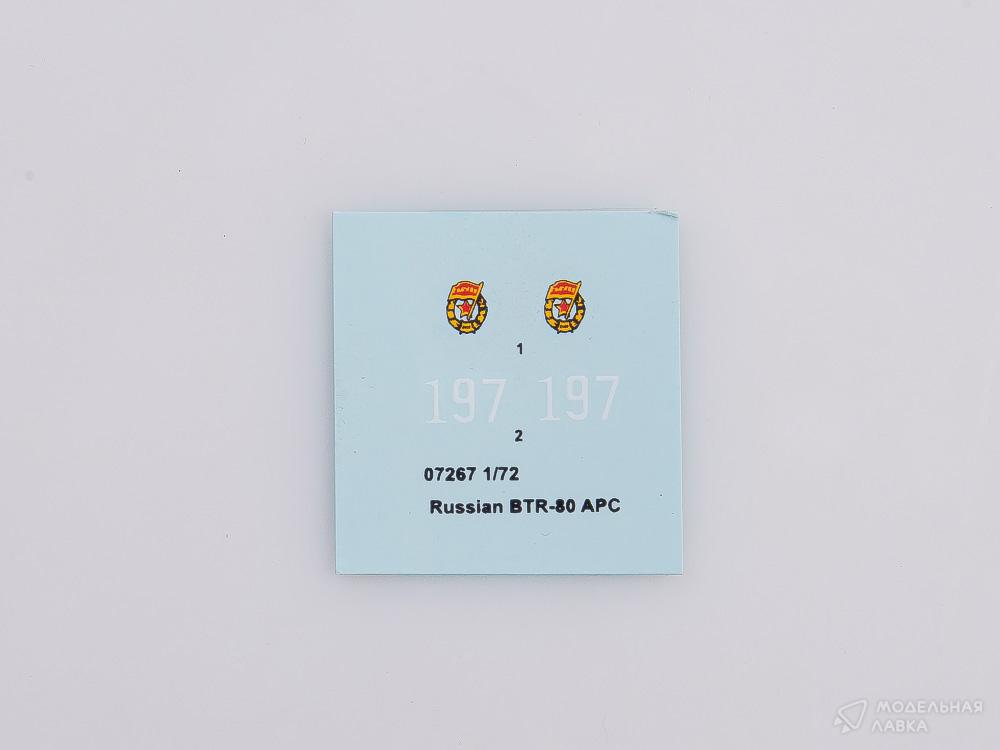 1
197 197
2
07267 1/72
Russian BTR-80 APC
МОДЕЛЬНАЯ
ЛАВКА